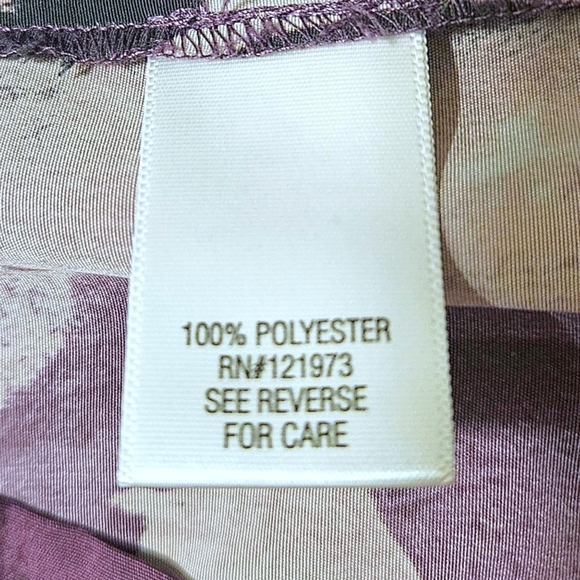 100% POLYESTER
RN#121973
SEE REVERSE
FOR CARE